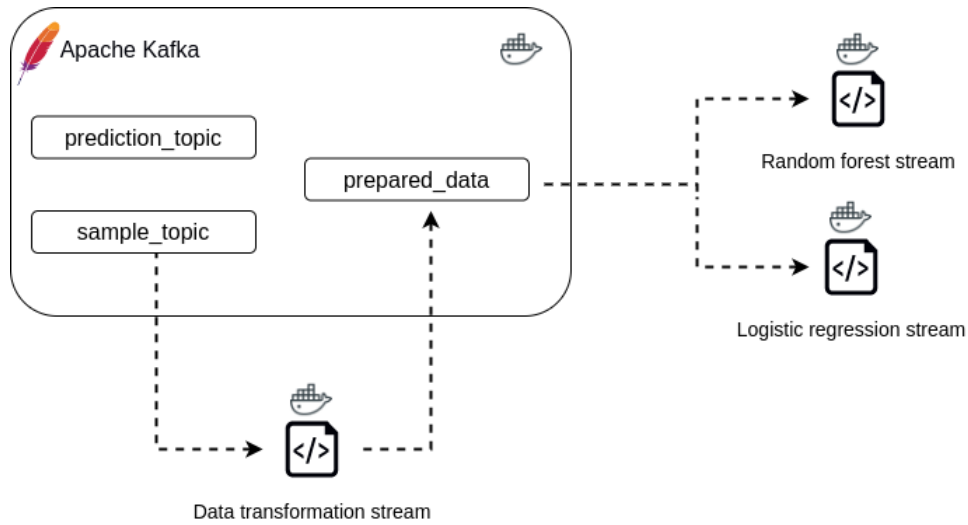 Apache Kafka
prediction_topic
prepared_data
sample_topic
</>
Random forest stream
</>
Logistic regression stream
</>
Data transformation stream